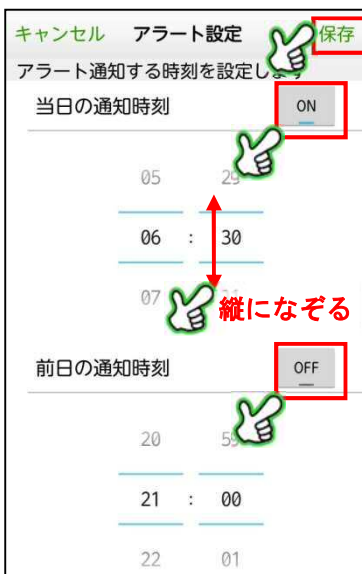 キャンセル アラート設定 保存
アラート通知する時刻を設定します
当日の通知時刻 ON
05 29
06 : 30
07
縦になぞる
前日の通知時刻 OFF
20 59
21 : 00
22 01